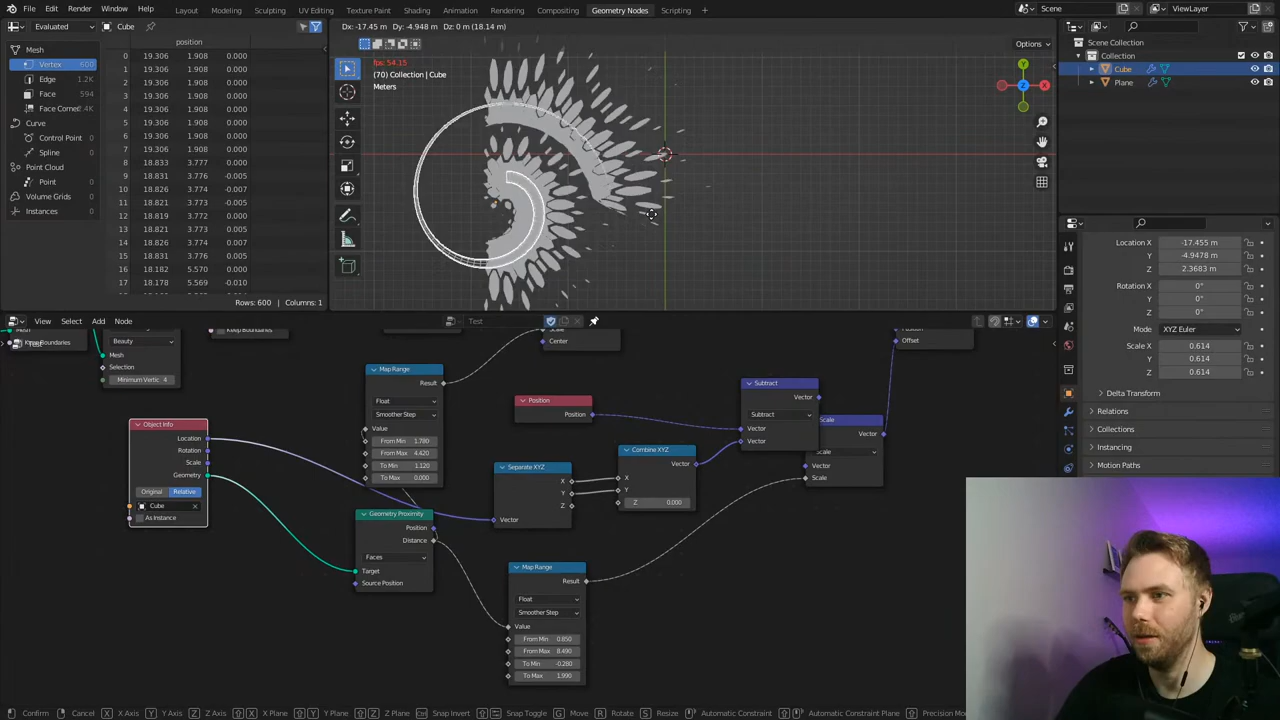 File Edit Render Window Help
Layout Modeling Sculpting UV Editing Texture Paint Shading Animation Rendering Compositing Geometry Nodes Scripting
Scene
ViewLayer
Evaluated
Cube
Dx: -17.45 m Dy: -4.948 m Dz: 0 m (18.14 m)
Options
fps: 54.15
(70) Collection | Cube
Meters
Mesh
Vertex 600
Edge 1.2K
Face 594
Face Corner 2.4K
Curve
Control Point
Spline
Point Cloud
Point
Volume Grids
Instances
position
0 19.306 1.908 0.000
1 19.306 1.908 0.000
2 19.306 1.908 0.000
3 19.306 1.908 0.000
4 19.306 1.908 0.000
5 19.306 1.908 0.000
6 19.306 1.908 0.000
7 19.306 1.908 0.000
8 18.833 3.777 0.000
9 18.831 3.776 -0.005
10 18.826 3.774 -0.007
11 18.821 3.773 -0.005
12 18.819 3.772 0.000
13 18.821 3.773 0.005
14 18.826 3.774 0.007
15 18.831 3.776 0.005
16 18.182 5.570 0.000
17 18.178 5.569 -0.010
Rows: 600 | Columns: 1
Scene Collection
Collection
Cube
Plane
Location X -17.455 m
Y -4.9478 m
Z 2.3683 m
Rotation X 0°
Y 0°
Z 0°
Mode XYZ Euler
Scale X 0.614
Y 0.614
Z 0.614
Delta Transform
Relations
Collections
Instancing
Motion Paths
View Select Add Node
Test
Keep Boundaries
Beauty
Mesh
Selection
Minimum Vertic 4
Keep Boundaries
Center
Offset
Object Info
Location
Rotation
Scale
Geometry
Original Relative
Cube
As Instance
Map Range
Result
Float
Smoother Step
Value
From Min 1.780
From Max 4.420
To Min 1.120
To Max 0.000
Geometry Proximity
Position
Distance
Faces
Target
Source Position
Position
Position
Separate XYZ
X
Y
Z
Vector
Combine XYZ
Vector
X
Y
Z 0.000
Subtract
Vector
Subtract
Vector
Vector
Scale
Vector
Scale
Vector
Scale
Map Range
Result
Float
Smoother Step
Value
From Min 0.850
From Max 8.490
To Min -0.280
To Max 1.990
Confirm Cancel X Axis Y Axis Z Axis X Plane Y Plane Z Plane Snap Invert Snap Toggle Move Rotate Resize Automatic Constraint Automatic Constraint Plane Precision Mode